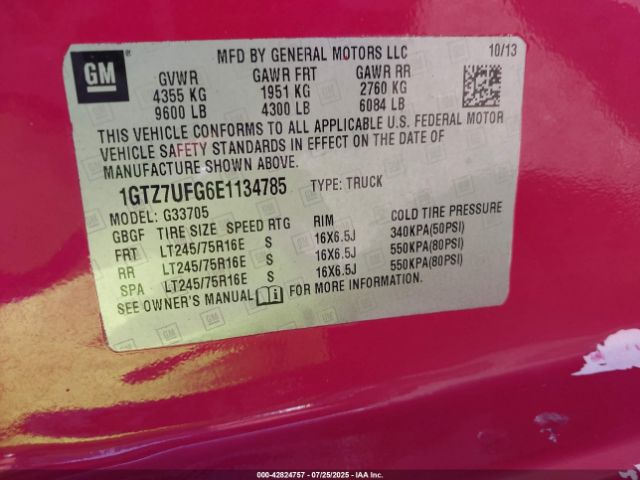 GM
MFD BY GENERAL MOTORS LLC 10/13
GVWR GAWR FRT GAWR RR
4355 KG 1951 KG 2760 KG
9600 LB 4300 LB 6084 LB
THIS VEHICLE CONFORMS TO ALL APPLICABLE U.S. FEDERAL MOTOR
VEHICLE SAFETY STANDARDS IN EFFECT ON THE DATE OF
MANUFACTURE SHOWN ABOVE.
1GTZ7UFG6E1134785 TYPE: TRUCK
MODEL: G33705
GBGF TIRE SIZE SPEED RTG RIM COLD TIRE PRESSURE
FRT LT245/75R16E S 16X6.5J 340KPA(50PSI)
RR LT245/75R16E S 16X6.5J 550KPA(80PSI)
SPA LT245/75R16E S 16X6.5J 550KPA(80PSI)
SEE OWNER'S MANUAL FOR MORE INFORMATION.
000-42824757 - 07/25/2025 - IAAI.CA